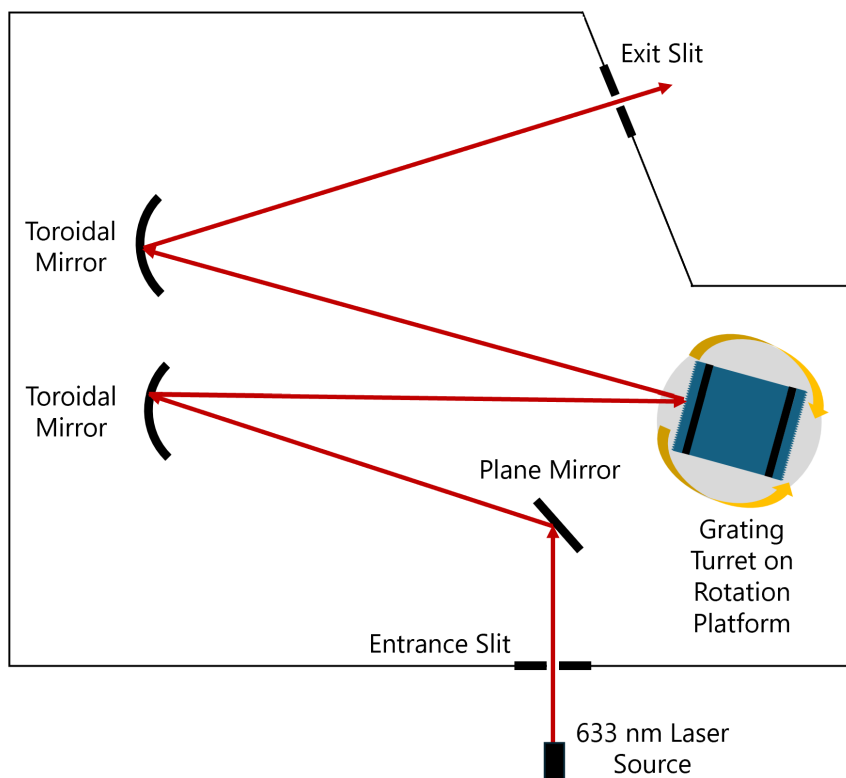 Exit Slit
Toroidal
Mirror
Toroidal
Mirror
Plane Mirror
Grating
Turret on
Rotation
Platform
Entrance Slit
633 nm Laser
Source